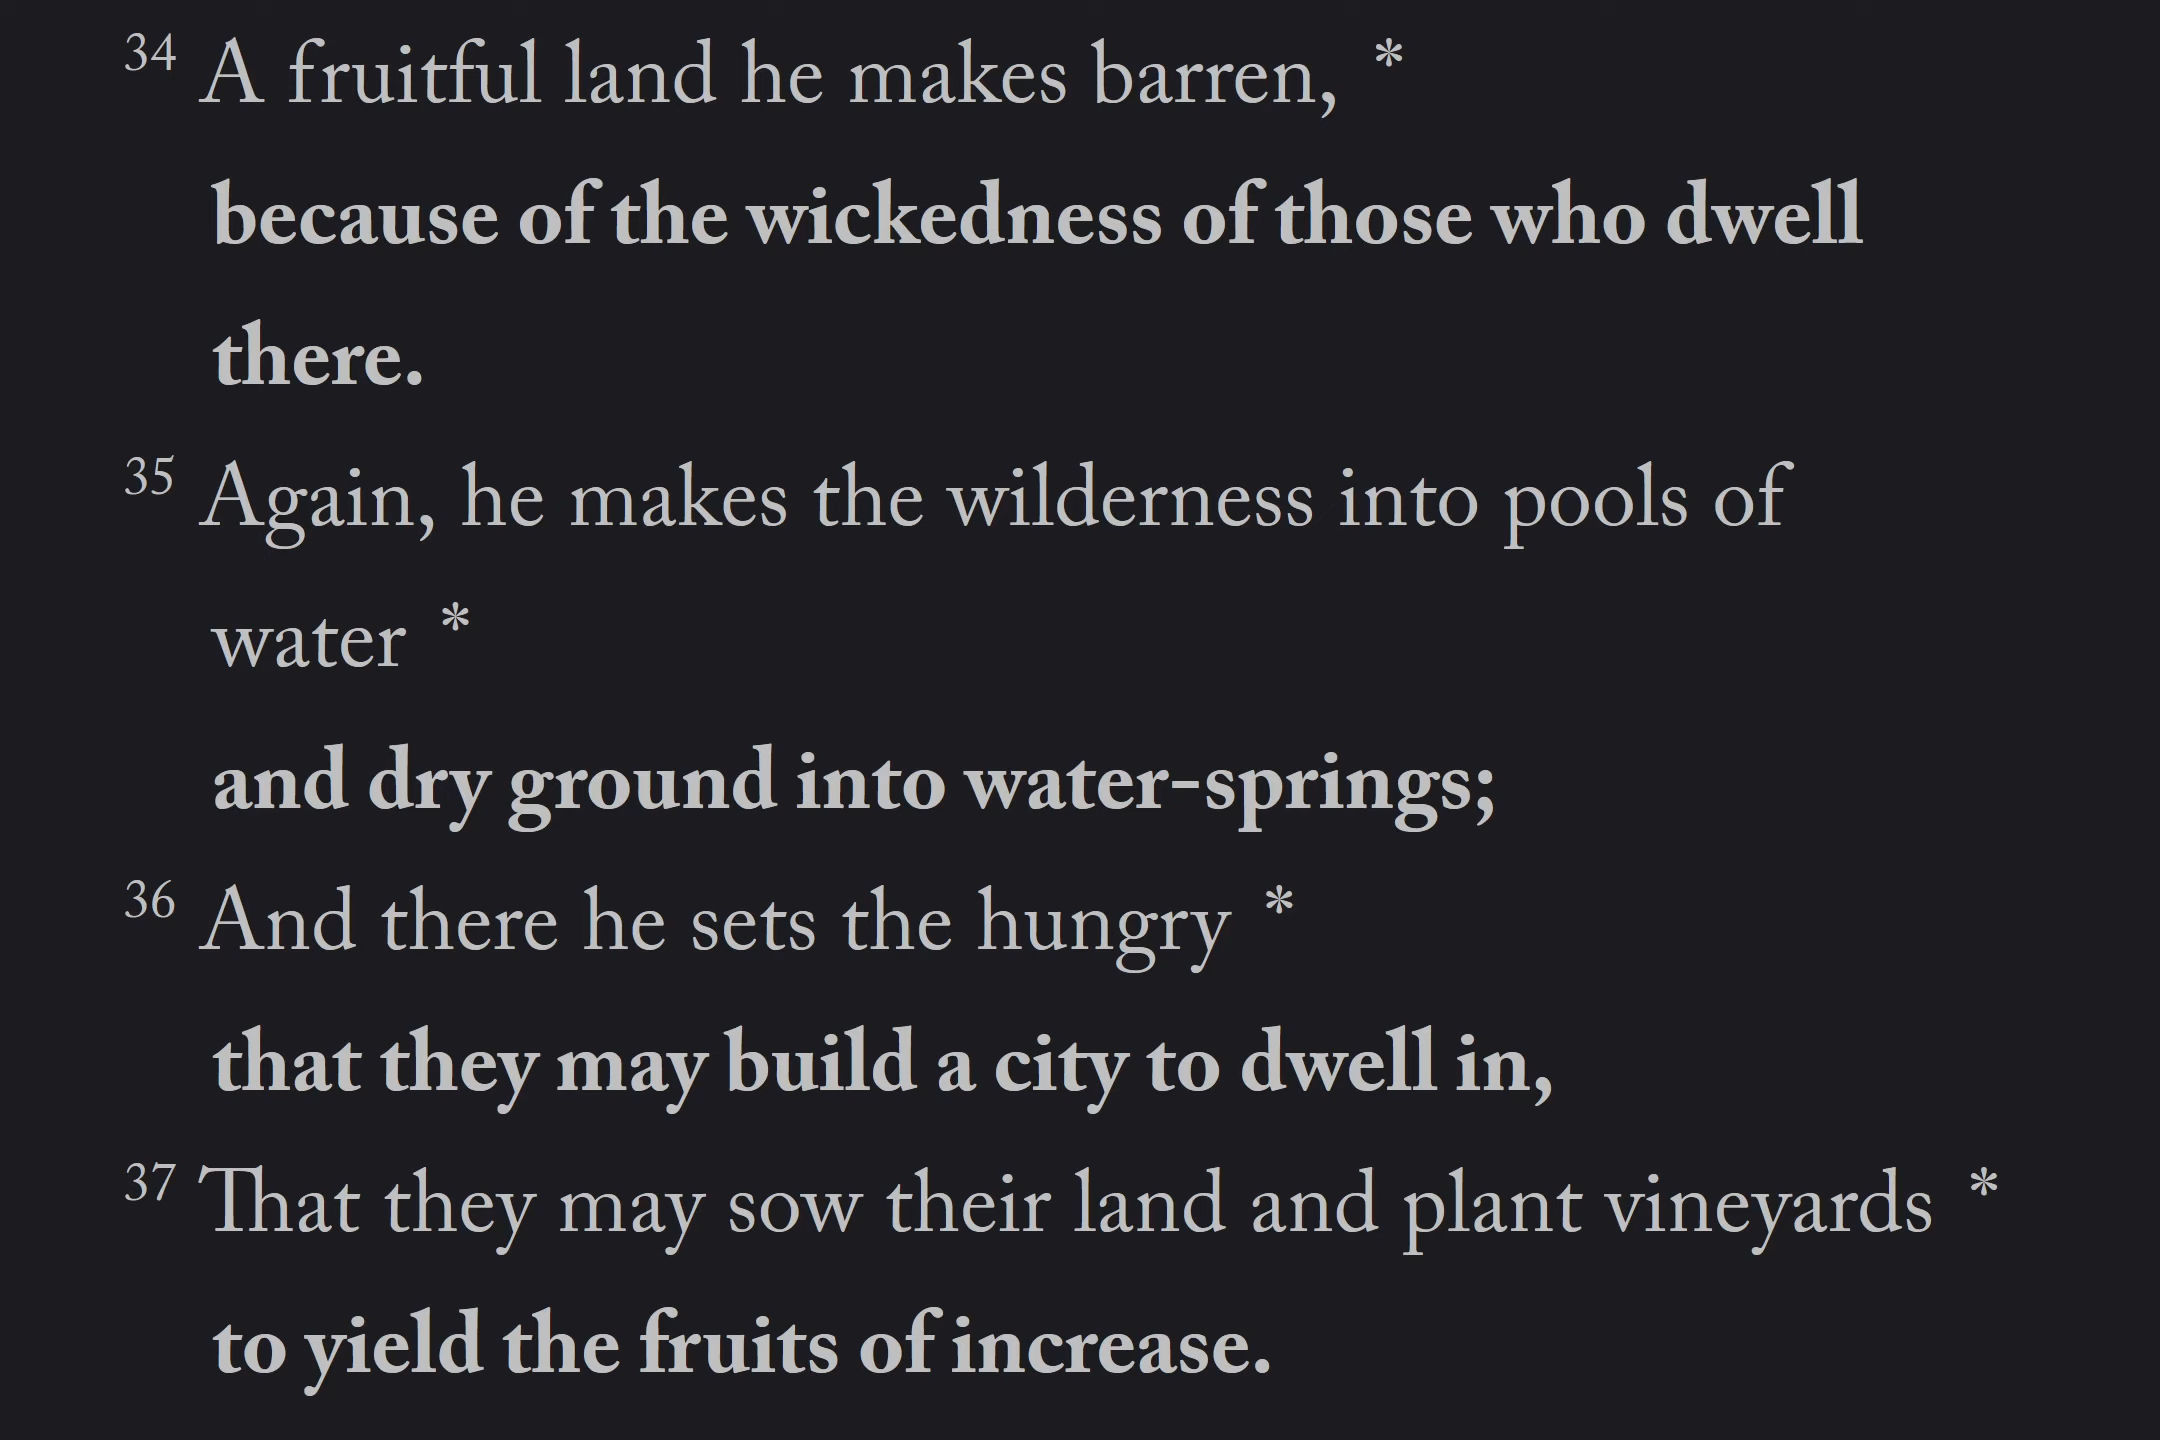 34 A fruitful land he makes barren, *
because of the wickedness of those who dwell
there.
35 Again, he makes the wilderness into pools of
water *
and dry ground into water-springs;
36 And there he sets the hungry *
that they may build a city to dwell in,
37 That they may sow their land and plant vineyards *
to yield the fruits of increase.